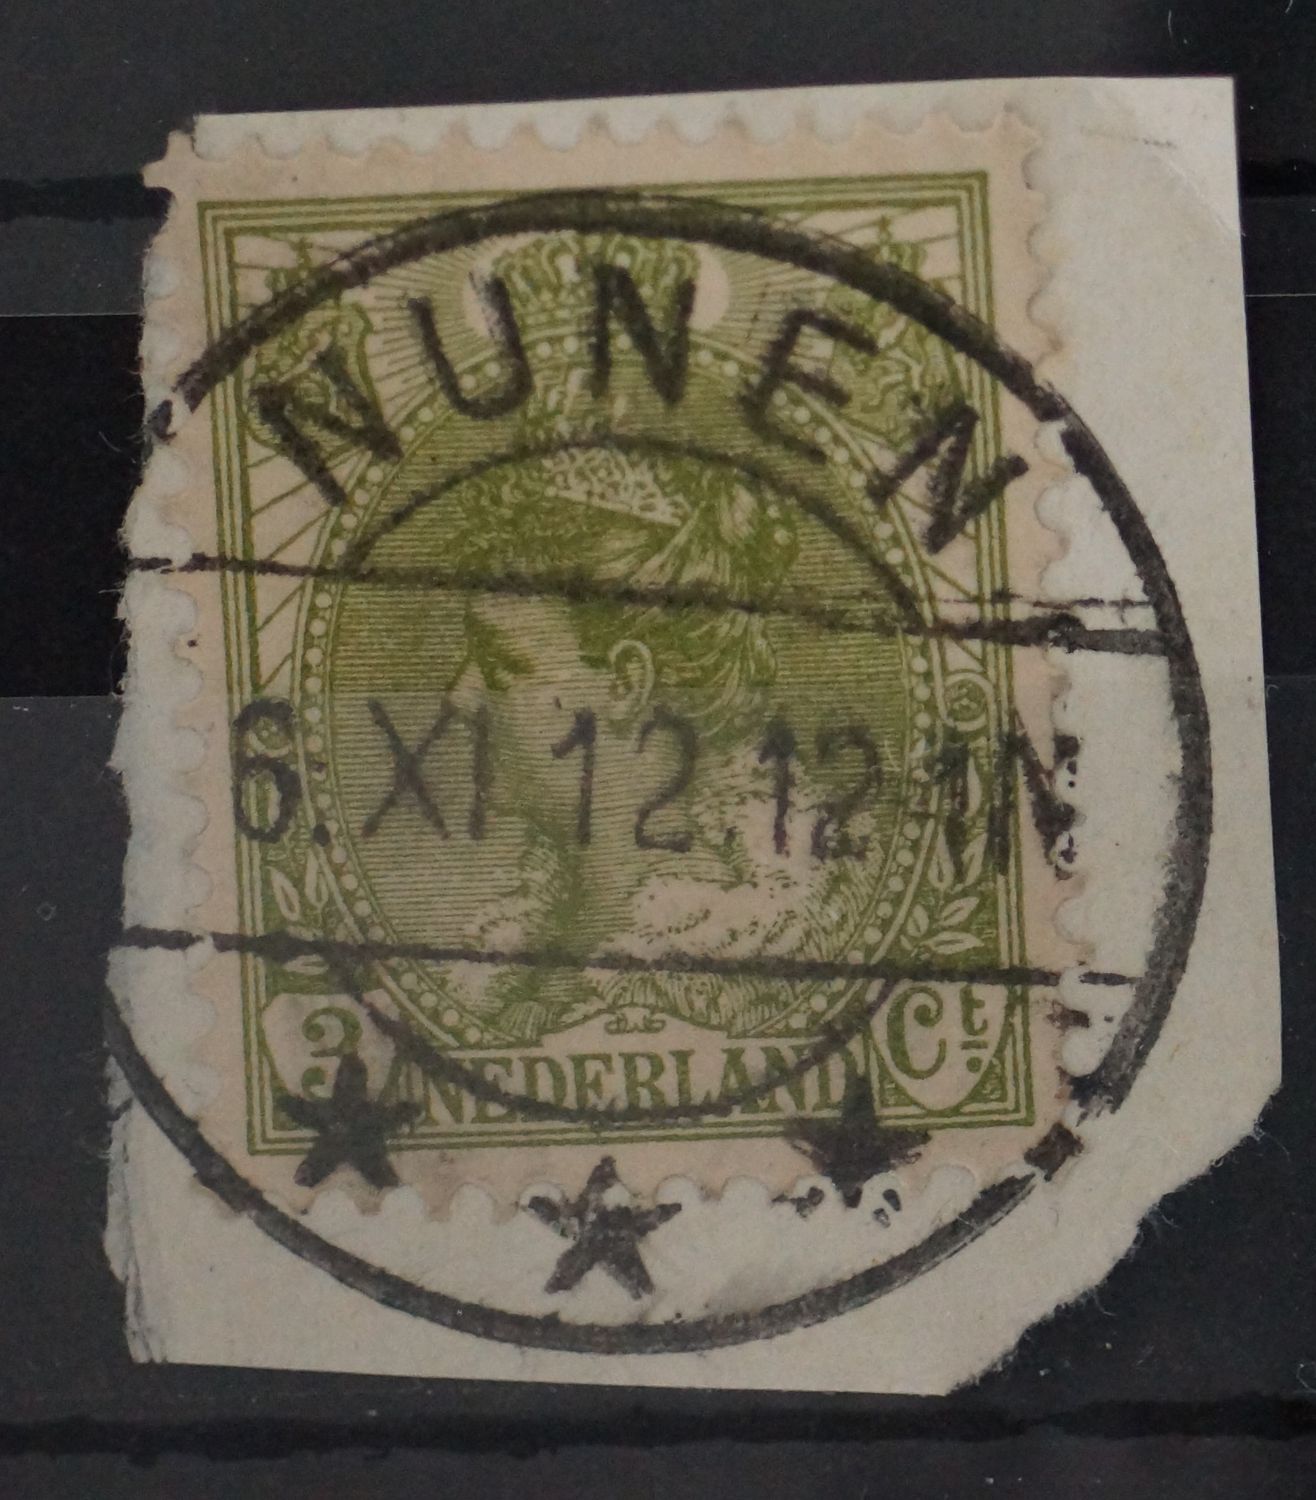 NUNEN
6.XI 12.12-1N
3 NEDERLAND Ct.